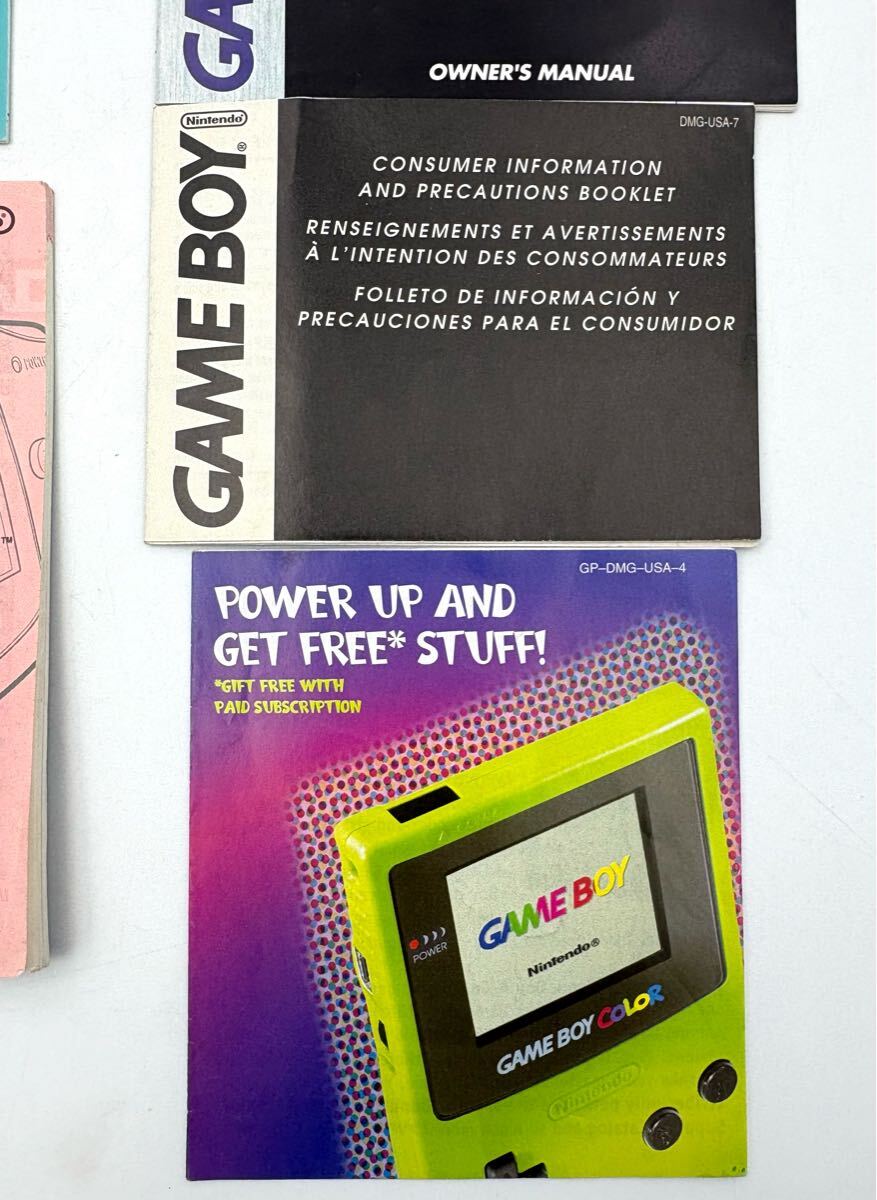 GA
OWNER'S MANUAL
Nintendo®
GAME BOY
DMG-USA-7
CONSUMER INFORMATION
AND PRECAUTIONS BOOKLET
RENSEIGNEMENTS ET AVERTISSEMENTS
À L'INTENTION DES CONSOMMATEURS
FOLLETO DE INFORMACIÓN Y
PRECAUCIONES PARA EL CONSUMIDOR
TM
GP–DMG–USA–4
POWER UP AND
GET FREE* STUFF!
*GIFT FREE WITH
PAID SUBSCRIPTION
GAME BOY
Nintendo®
POWER
GAME BOY COLOR
Nintendo